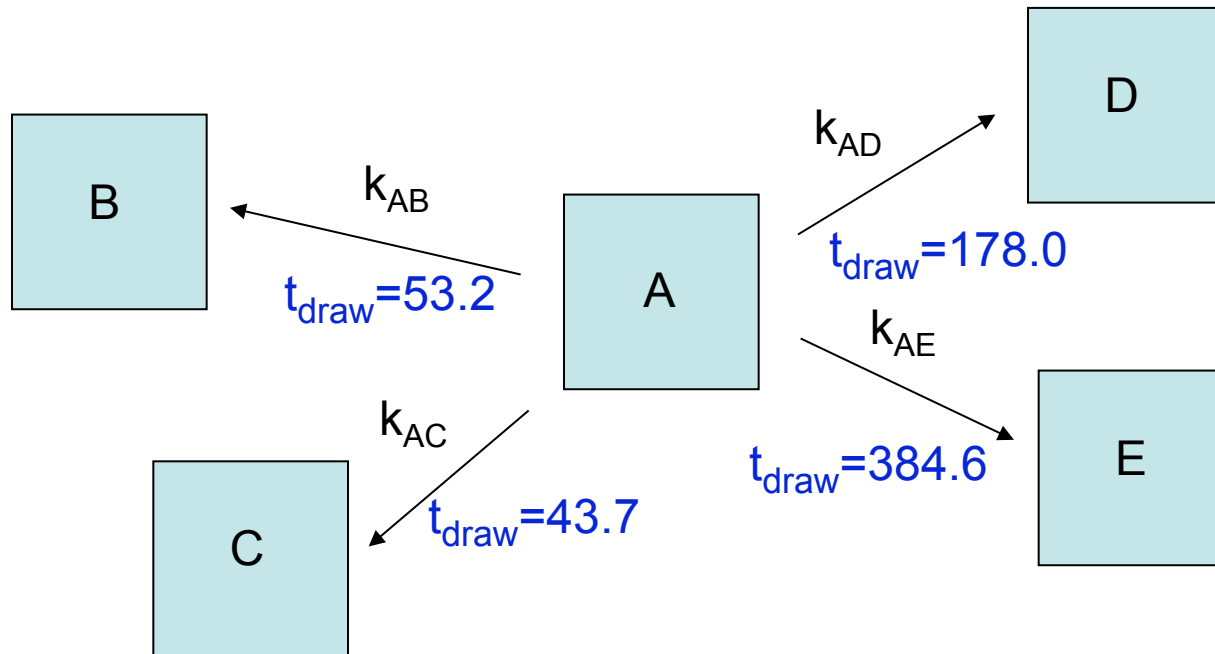 D
k_AD
B
k_AB
t_draw=178.0
t_draw=53.2
A
k_AE
k_AC
E
t_draw=384.6
t_draw=43.7
C